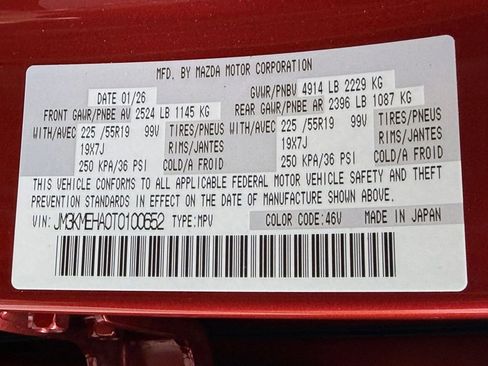 MFD. BY MAZDA MOTOR CORPORATION
DATE 01/26 GVWR/PNBV 4914 LB 2229 KG
FRONT GAWR/PNBE AV 2524 LB 1145 KG REAR GAWR/PNBE AR 2396 LB 1087 KG
WITH/AVEC 225 /55R19 99V TIRES/PNEUS WITH/AVEC 225 /55R19 99V TIRES/PNEUS
19X7J RIMS/JANTES 19X7J RIMS/JANTES
250 KPA/36 PSI COLD/A FROID 250 KPA/36 PSI COLD/A FROID
THIS VEHICLE CONFORMS TO ALL APPLICABLE FEDERAL MOTOR VEHICLE SAFETY AND THEFT
PREVENTION STANDARDS IN EFFECT ON THE DATE OF MANUFACTURE SHOWN ABOVE.
VIN: JM3KMEHA0T0100652 TYPE:MPV COLOR CODE:46V MADE IN JAPAN